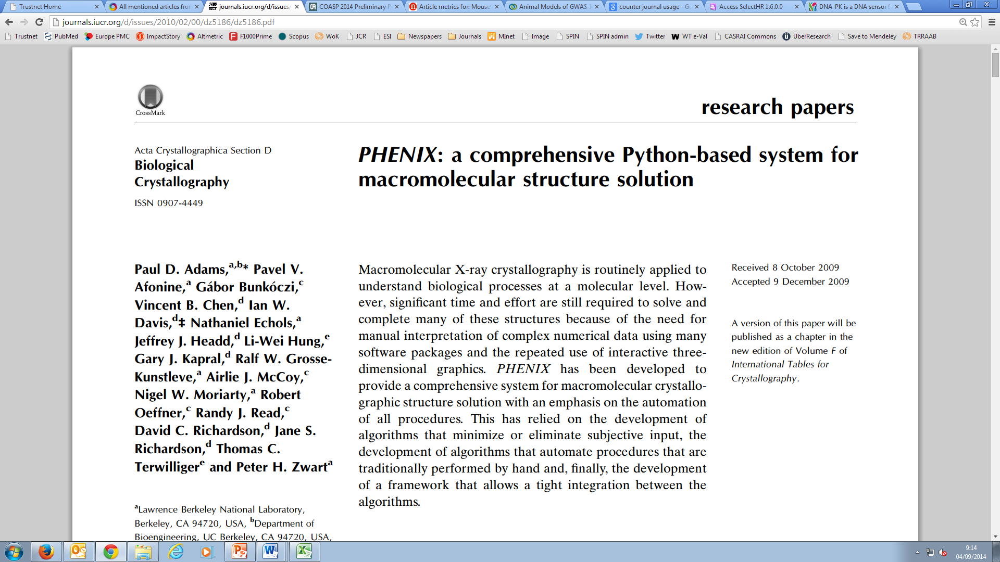 Trustnet Home
All mentioned articles fro
journals.iucr.org/d/issues/
COASP 2014 Preliminary P
Article metrics for: Mouse
Animal Models of GWAS-I
counter journal usage - Go
Access SelectHR 1.6.0.0
DNA-PK is a DNA sensor f
journals.iucr.org/d/issues/2010/02/00/dz5186/dz5186.pdf
Trustnet PubMed Europe PMC ImpactStory Altmetric F1000Prime Scopus WoK JCR ESI Newspapers Journals MInet Image SPIN SPIN admin Twitter WT e-Val CASRAI Commons ÜberResearch Save to Mendeley TRRAAB
CrossMark
research papers
Acta Crystallographica Section D
Biological
Crystallography
ISSN 0907-4449
PHENIX: a comprehensive Python-based system for
macromolecular structure solution
Paul D. Adams,a,b* Pavel V.
Afonine,a Gábor Bunkóczi,c
Vincent B. Chen,d Ian W.
Davis,d‡ Nathaniel Echols,a
Jeffrey J. Headd,d Li-Wei Hung,e
Gary J. Kapral,d Ralf W. Grosse-
Kunstleve,a Airlie J. McCoy,c
Nigel W. Moriarty,a Robert
Oeffner,c Randy J. Read,c
David C. Richardson,d Jane S.
Richardson,d Thomas C.
Terwilligere and Peter H. Zwarta
aLawrence Berkeley National Laboratory,
Berkeley, CA 94720, USA, bDepartment of
Bioengineering, UC Berkeley, CA 94720, USA,
Macromolecular X-ray crystallography is routinely applied to
understand biological processes at a molecular level. How-
ever, significant time and effort are still required to solve and
complete many of these structures because of the need for
manual interpretation of complex numerical data using many
software packages and the repeated use of interactive three-
dimensional graphics. PHENIX has been developed to
provide a comprehensive system for macromolecular crystallo-
graphic structure solution with an emphasis on the automation
of all procedures. This has relied on the development of
algorithms that minimize or eliminate subjective input, the
development of algorithms that automate procedures that are
traditionally performed by hand and, finally, the development
of a framework that allows a tight integration between the
algorithms.
Received 8 October 2009
Accepted 9 December 2009
A version of this paper will be
published as a chapter in the
new edition of Volume F of
International Tables for
Crystallography.
9:14
04/09/2014